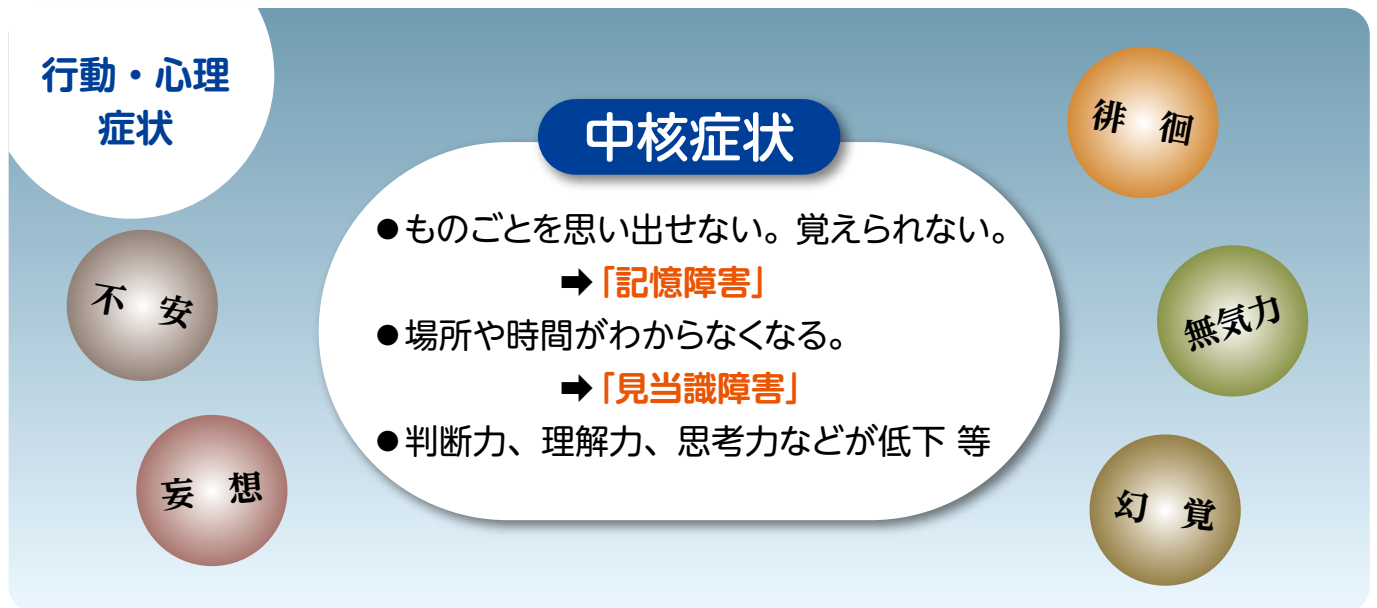 行動・心理
症状
中核症状
●ものごとを思い出せない。覚えられない。
➡「記憶障害」
●場所や時間がわからなくなる。
➡「見当識障害」
●判断力、理解力、思考力などが低下 等
不 安
妄 想
徘 徊
無気力
幻 覚